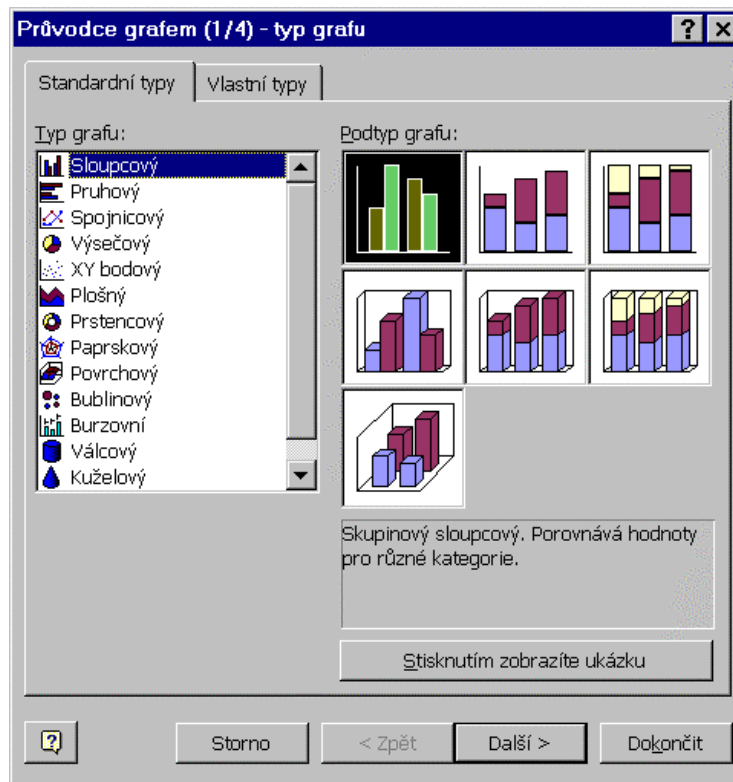 Průvodce grafem (1/4) - typ grafu
Standardní typy
Vlastní typy
Typ grafu:
Sloupcový
Pruhový
Spojnicový
Výsečový
XY bodový
Plošný
Prstencový
Paprskový
Povrchový
Bublinový
Burzovní
Válcový
Kuželový
Podtyp grafu:
Skupinový sloupcový. Porovnává hodnoty
pro různé kategorie.
Stisknutím zobrazíte ukázku
Storno
< Zpět
Další >
Dokončit